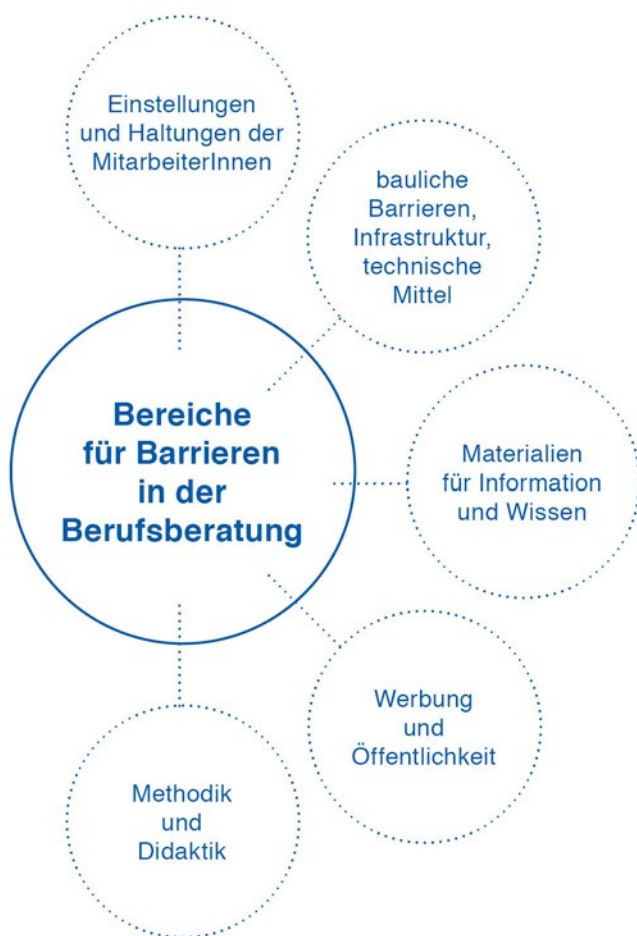 Einstellungen
und Haltungen der
MitarbeiterInnen
bauliche
Barrieren,
Infrastruktur,
technische
Mittel
Bereiche
für Barrieren
in der
Berufsberatung
Materialien
für Information
und Wissen
Werbung
und
Öffentlichkeit
Methodik
und
Didaktik